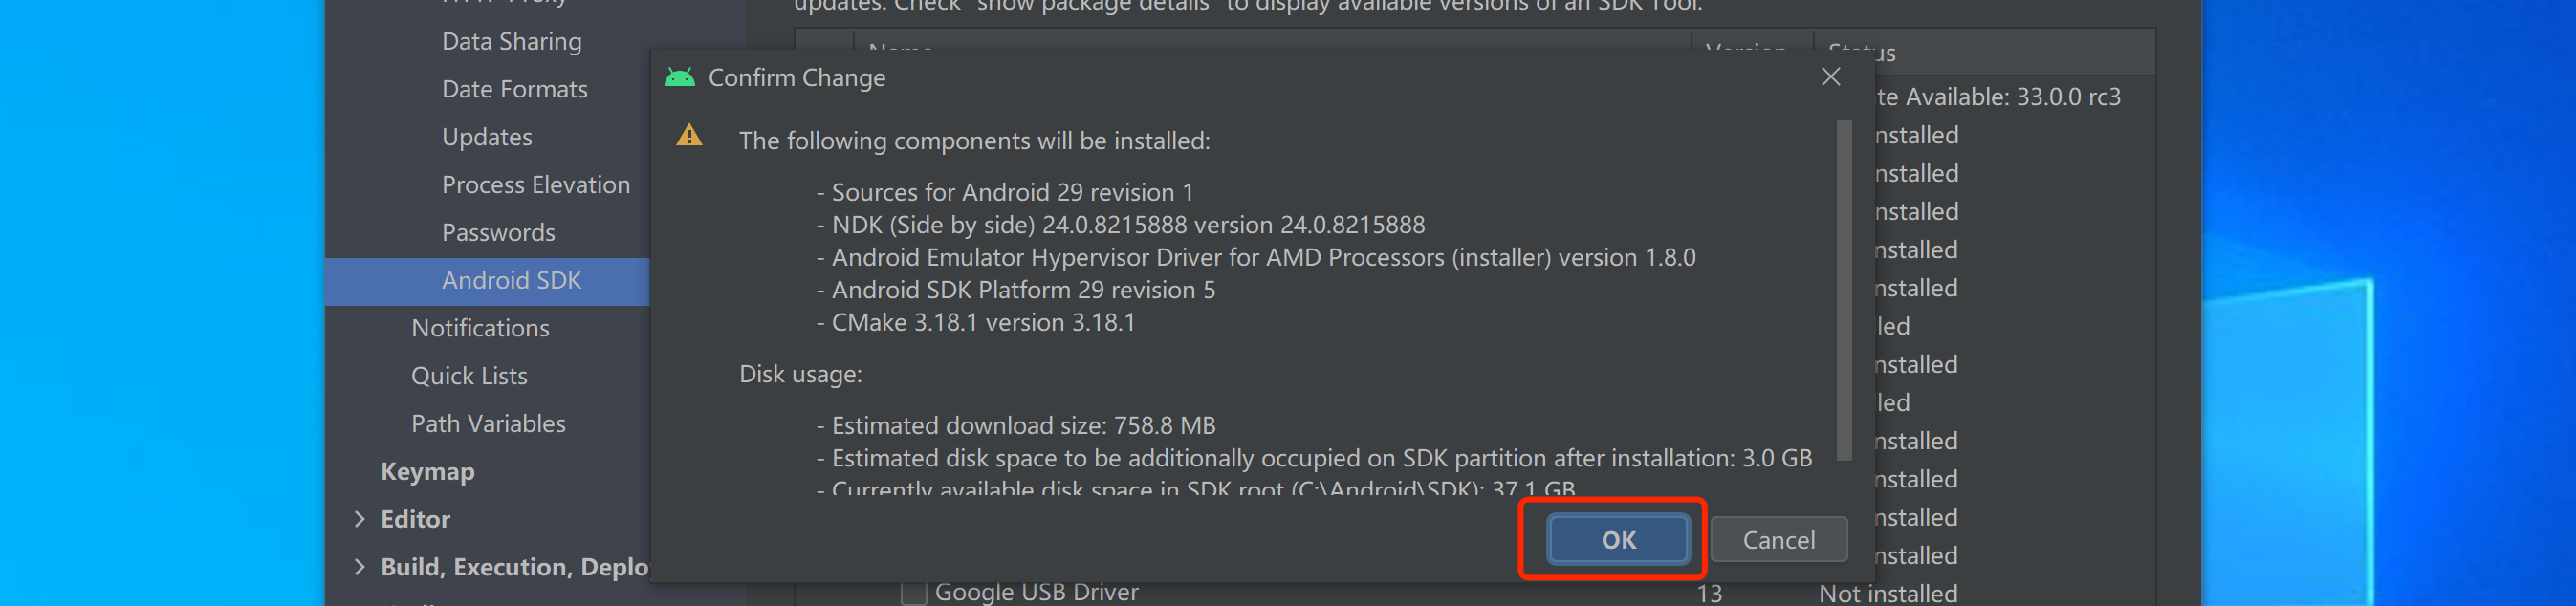 updates. Check "show package details" to display available versions of an SDK Tool.
Data Sharing
Date Formats
Updates
Process Elevation
Passwords
Android SDK
Notifications
Quick Lists
Path Variables
Keymap
Editor
Build, Execution, Deplo
Name Version Status
Confirm Change
The following components will be installed:
- Sources for Android 29 revision 1
- NDK (Side by side) 24.0.8215888 version 24.0.8215888
- Android Emulator Hypervisor Driver for AMD Processors (installer) version 1.8.0
- Android SDK Platform 29 revision 5
- CMake 3.18.1 version 3.18.1
Disk usage:
- Estimated download size: 758.8 MB
- Estimated disk space to be additionally occupied on SDK partition after installation: 3.0 GB
- Currently available disk space in SDK root (C:\Android\SDK): 37.1 GB
OK
Cancel
te Available: 33.0.0 rc3
nstalled
nstalled
nstalled
nstalled
nstalled
led
nstalled
led
nstalled
nstalled
nstalled
nstalled
Google USB Driver 13 Not installed